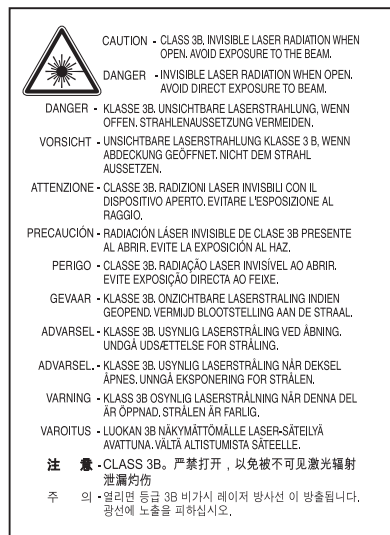 CAUTION - CLASS 3B, INVISIBLE LASER RADIATION WHEN
OPEN. AVOID EXPOSURE TO THE BEAM.
DANGER - INVISIBLE LASER RADIATION WHEN OPEN.
AVOID DIRECT EXPOSURE TO BEAM.
DANGER - KLASSE 3B. UNSICHTBARE LASERSTRAHLUNG, WENN
OFFEN. STRAHLENAUSSETZUNG VERMEIDEN.
VORSICHT - UNSICHTBARE LASERSTRAHLUNG KLASSE 3 B, WENN
ABDECKUNG GEÖFFNET. NICHT DEM STRAHL
AUSSETZEN.
ATTENZIONE - CLASSE 3B. RADIZIONI LASER INVISBILI CON IL
DISPOSITIVO APERTO. EVITARE L'ESPOSIZIONE AL
RAGGIO.
PRECAUCIÓN - RADIACIÓN LÁSER INVISIBLE DE CLASE 3B PRESENTE
AL ABRIR. EVITE LA EXPOSICIÓN AL HAZ.
PERIGO - CLASSE 3B. RADIAÇÃO LASER INVISÍVEL AO ABRIR.
EVITE EXPOSIÇÃO DIRECTA AO FEIXE.
GEVAAR - KLASSE 3B. ONZICHTBARE LASERSTRALING INDIEN
GEOPEND. VERMIJD BLOOTSTELLING AAN DE STRAAL.
ADVARSEL - KLASSE 3B. USYNLIG LASERSTRÅLING VED ÅBNING.
UNDGÅ UDSÆTTELSE FOR STRÅLING.
ADVARSEL. - KLASSE 3B. USYNLIG LASERSTRÅLING NÅR DEKSEL
ÅPNES. UNNGÅ EKSPONERING FOR STRÅLEN.
VARNING - KLASS 3B OSYNLIG LASERSTRÅLNING NÄR DENNA DEL
ÄR ÖPPNAD. STRÅLEN ÄR FARLIG.
VAROITUS - LUOKAN 3B NÄKYMÄTTÖMÄLLE LASER-SÄTEILYÄ
AVATTUNA. VÄLTÄ ALTISTUMISTA SÄTEELLE.
注 意 - CLASS 3B。严禁打开，以免被不可见激光辐射
泄漏灼伤
주 의 - 열리면 등급 3B 비가시 레이저 방사선 이 방출됩니다.
광선에 노출을 피하십시오.